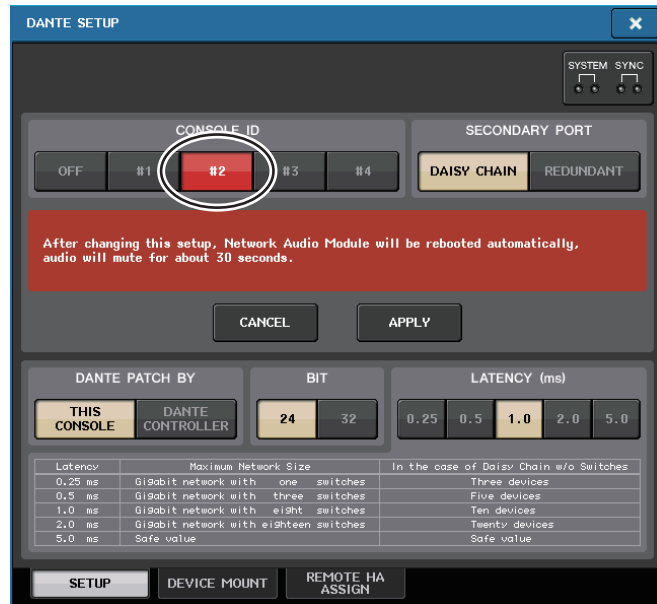 DANTE SETUP
SYSTEM SYNC
CONSOLE ID
SECONDARY PORT
OFF #1 #2 #3 #4 DAISY CHAIN REDUNDANT
After changing this setup, Network Audio Module will be rebooted automatically,
audio will mute for about 30 seconds.
CANCEL APPLY
DANTE PATCH BY BIT LATENCY (ms)
THIS CONSOLE DANTE CONTROLLER 24 32 0.25 0.5 1.0 2.0 5.0
Latency Maximum Network Size In the case of Daisy Chain w/o Switches
0.25 ms Gigabit network with one switches Three devices
0.5 ms Gigabit network with three switches Five devices
1.0 ms Gigabit network with eight switches Ten devices
2.0 ms Gigabit network with eighteen switches Twenty devices
5.0 ms Safe value Safe value
SETUP DEVICE MOUNT REMOTE HA ASSIGN